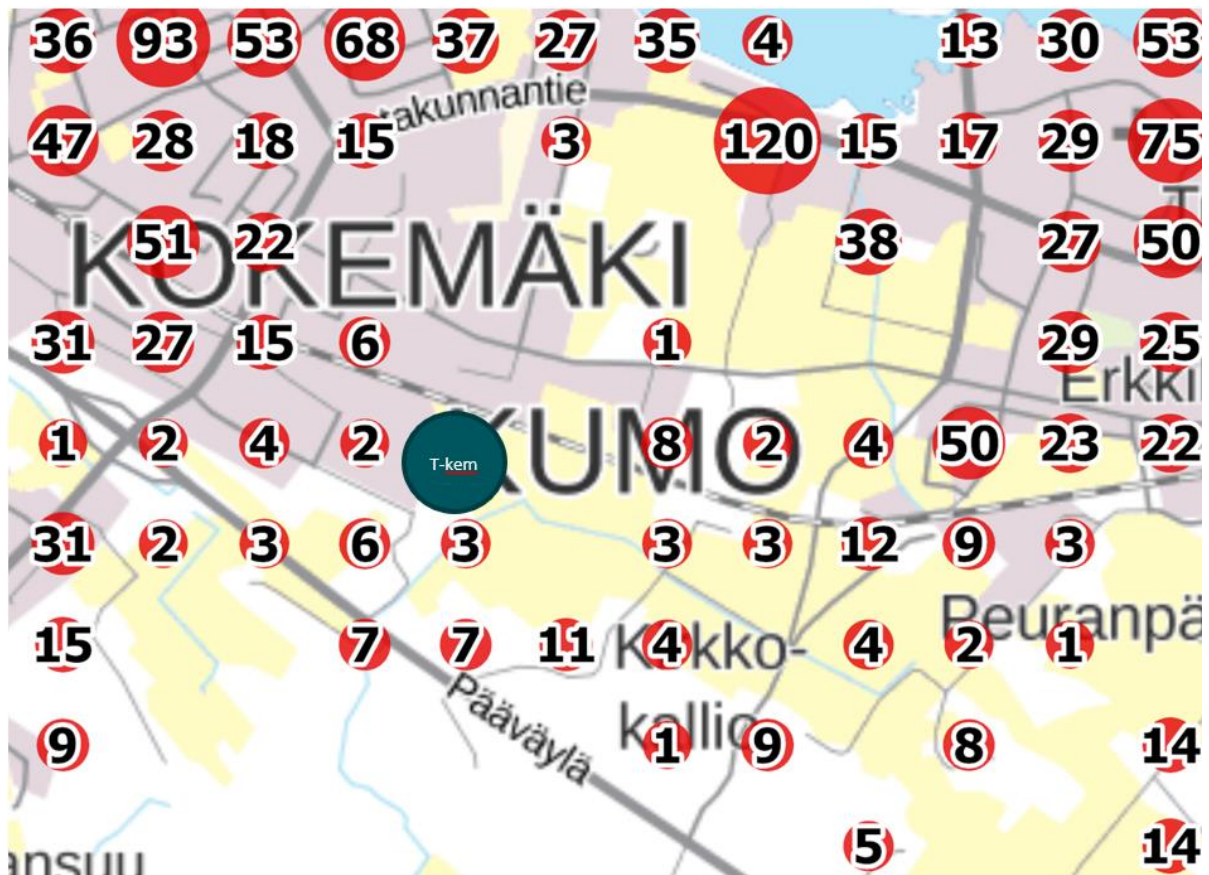 36 93 53 68 37 27 35 4 13 30 53
takunnantie
47 28 18 15 3 120 15 17 29 75
KOKEMÄKI
51 22 38 27 50
31 27 15 6 1 29 25
Erkki
KUMO
1 2 4 2 T-kem 8 2 4 50 23 22
31 2 3 6 3 3 3 12 9 3
Peuranpä
15 7 7 11 4 4 2 1
Kokko-
kallio
Pääväylä
9 1 9 8 14
5 14
ansuu